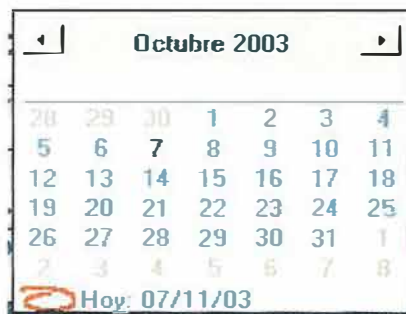 Octubre 2003
28 29 30 1 2 3 4
5 6 7 8 9 10 11
12 13 14 15 16 17 18
19 20 21 22 23 24 25
26 27 28 29 30 31 1
2 3 4 5 6 7 8
Hoy: 07/11/03